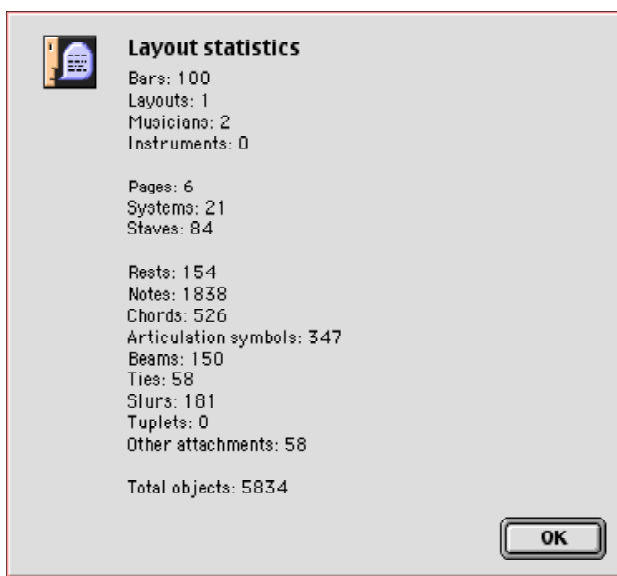 Layout statistics
Bars: 100
Layouts: 1
Musicians: 2
Instruments: 0
Pages: 6
Systems: 21
Staves: 84
Rests: 154
Notes: 1838
Chords: 526
Articulation symbols: 347
Beams: 150
Ties: 58
Slurs: 181
Tuplets: 0
Other attachments: 58
Total objects: 5834
OK